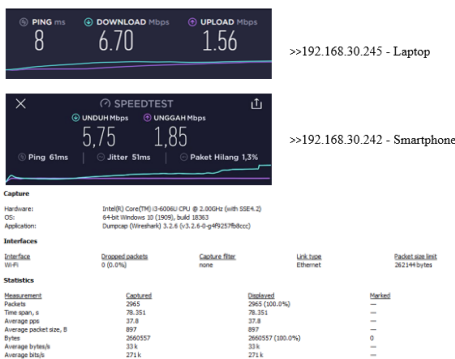 PING ms DOWNLOAD Mbps UPLOAD Mbps
8 6.70 1.56
>>192.168.30.245 - Laptop
SPEEDTEST
UNDUH Mbps UNGGAH Mbps
5,75 1,85
>>192.168.30.242 - Smartphone
Ping 61ms Jitter 51ms Paket Hilang 1,3%
Capture
Hardware: Intel(R) Core(TM) i3-6006U CPU @ 2.00GHz (with SSE4.2)
OS: 64-bit Windows 10 (1909), build 18363
Application: Dumpcap (Wireshark) 3.2.6 (v3.2.6-0-g4f9257fb8ccc)
Interfaces
Interface Dropped packets Capture filter Link type Packet size limit
Wi-Fi 0 (0.0%) none Ethernet 262144 bytes
Statistics
Measurement Captured Displayed Marked
Packets 2965 2965 (100.0%) —
Time span, s 78.351 78.351 —
Average pps 37.8 37.8 —
Average packet size, B 897 897 —
Bytes 2660557 2660557 (100.0%) 0
Average bytes/s 33 k 33 k —
Average bits/s 271 k 271 k —